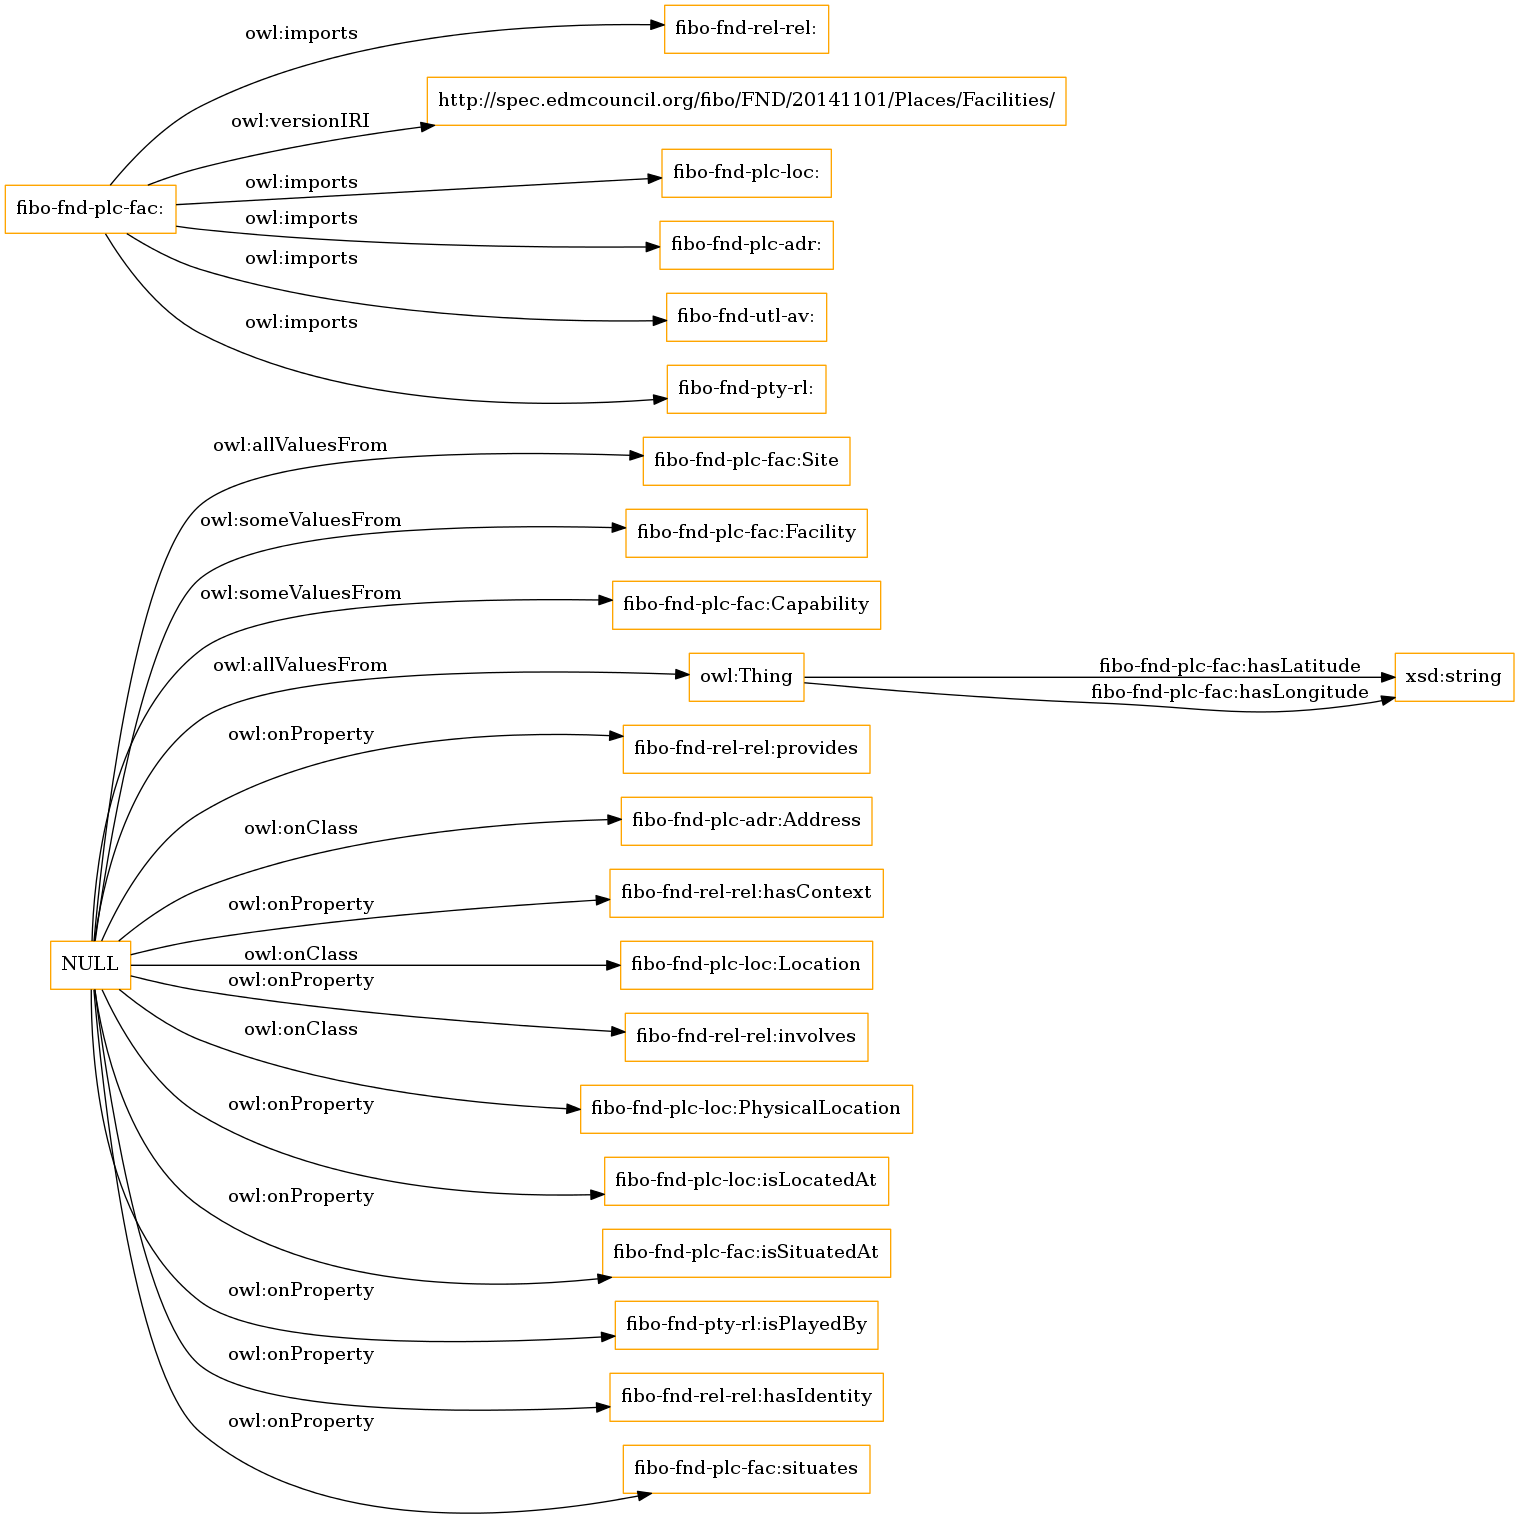 owl:imports
fibo-fnd-rel-rel:
owl:versionIRI
http://spec.edmcouncil.org/fibo/FND/20141101/Places/Facilities/
fibo-fnd-plc-fac:
owl:imports
fibo-fnd-plc-loc:
owl:imports
fibo-fnd-plc-adr:
owl:imports
fibo-fnd-utl-av:
owl:imports
fibo-fnd-pty-rl:
owl:allValuesFrom
fibo-fnd-plc-fac:Site
owl:someValuesFrom
fibo-fnd-plc-fac:Facility
owl:someValuesFrom
fibo-fnd-plc-fac:Capability
owl:allValuesFrom
owl:Thing
fibo-fnd-plc-fac:hasLatitude
fibo-fnd-plc-fac:hasLongitude
xsd:string
owl:onProperty
fibo-fnd-rel-rel:provides
owl:onClass
fibo-fnd-plc-adr:Address
owl:onProperty
fibo-fnd-rel-rel:hasContext
NULL
owl:onClass
fibo-fnd-plc-loc:Location
owl:onProperty
fibo-fnd-rel-rel:involves
owl:onClass
fibo-fnd-plc-loc:PhysicalLocation
owl:onProperty
fibo-fnd-plc-loc:isLocatedAt
owl:onProperty
fibo-fnd-plc-fac:isSituatedAt
owl:onProperty
fibo-fnd-pty-rl:isPlayedBy
owl:onProperty
fibo-fnd-rel-rel:hasIdentity
owl:onProperty
fibo-fnd-plc-fac:situates